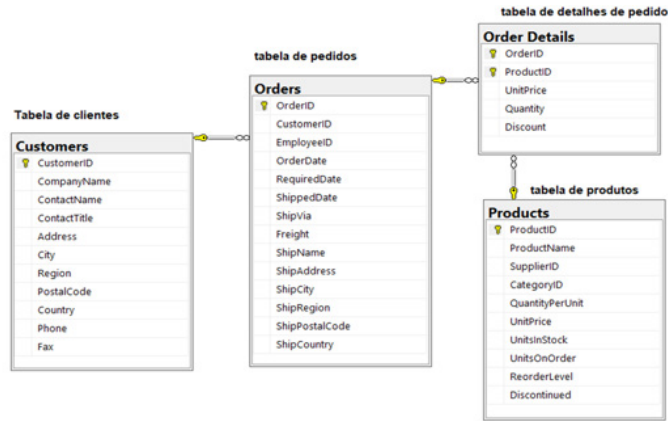 tabela de detalhes de pedido
Order Details
OrderID
ProductID
UnitPrice
Quantity
Discount
tabela de pedidos
Orders
OrderID
CustomerID
EmployeeID
OrderDate
RequiredDate
ShippedDate
ShipVia
Freight
ShipName
ShipAddress
ShipCity
ShipRegion
ShipPostalCode
ShipCountry
Tabela de clientes
Customers
CustomerID
CompanyName
ContactName
ContactTitle
Address
City
Region
PostalCode
Country
Phone
Fax
tabela de produtos
Products
ProductID
ProductName
SupplierID
CategoryID
QuantityPerUnit
UnitPrice
UnitsInStock
UnitsOnOrder
ReorderLevel
Discontinued